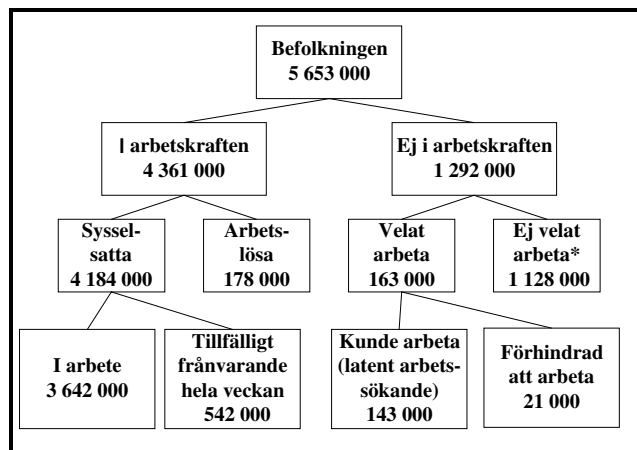 Befolkningen
5 653 000
I arbetskraften
4 361 000
Ej i arbetskraften
1 292 000
Syssel-
satta
4 184 000
Arbets-
lösa
178 000
Velat
arbeta
163 000
Ej velat
arbeta*
1 128 000
I arbete
3 642 000
Tillfälligt
frånvarande
hela veckan
542 000
Kunde arbeta
(latent arbets-
sökande)
143 000
Förhindrad
att arbeta
21 000